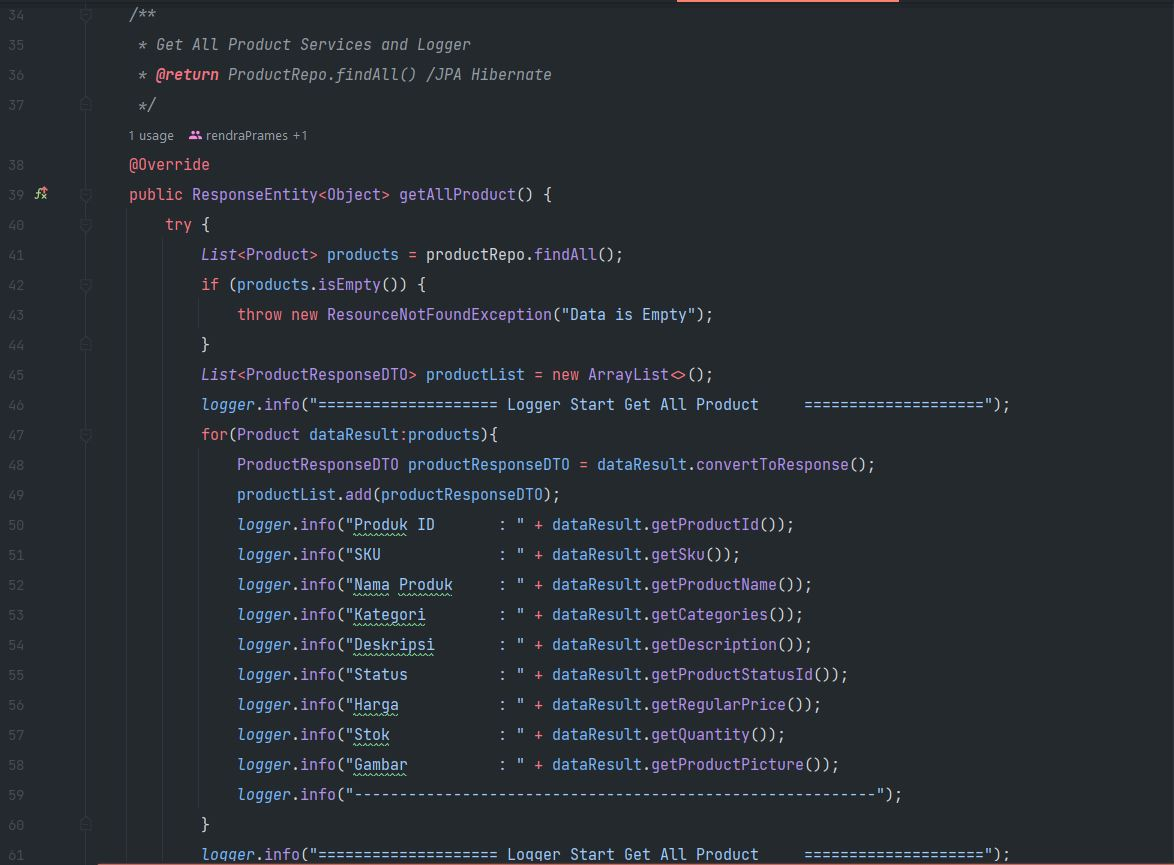 34 /**
35 * Get All Product Services and Logger
36 * @return ProductRepo.findAll() /JPA Hibernate
37 */
1 usage rendraPrames +1
38 @Override
39 public ResponseEntity<Object> getAllProduct() {
40 try {
41 List<Product> products = productRepo.findAll();
42 if (products.isEmpty()) {
43 throw new ResourceNotFoundException("Data is Empty");
44 }
45 List<ProductResponseDTO> productList = new ArrayList<>();
46 logger.info("==================== Logger Start Get All Product     ====================");
47 for(Product dataResult:products){
48 ProductResponseDTO productResponseDTO = dataResult.convertToResponse();
49 productList.add(productResponseDTO);
50 logger.info("Produk ID       : " + dataResult.getProductId());
51 logger.info("SKU             : " + dataResult.getSku());
52 logger.info("Nama Produk     : " + dataResult.getProductName());
53 logger.info("Kategori        : " + dataResult.getCategories());
54 logger.info("Deskripsi       : " + dataResult.getDescription());
55 logger.info("Status          : " + dataResult.getProductStatusId());
56 logger.info("Harga           : " + dataResult.getRegularPrice());
57 logger.info("Stok            : " + dataResult.getQuantity());
58 logger.info("Gambar          : " + dataResult.getProductPicture());
59 logger.info("----------------------------------------------------------");
60 }
61 logger.info("==================== Logger Start Get All Product     ====================");